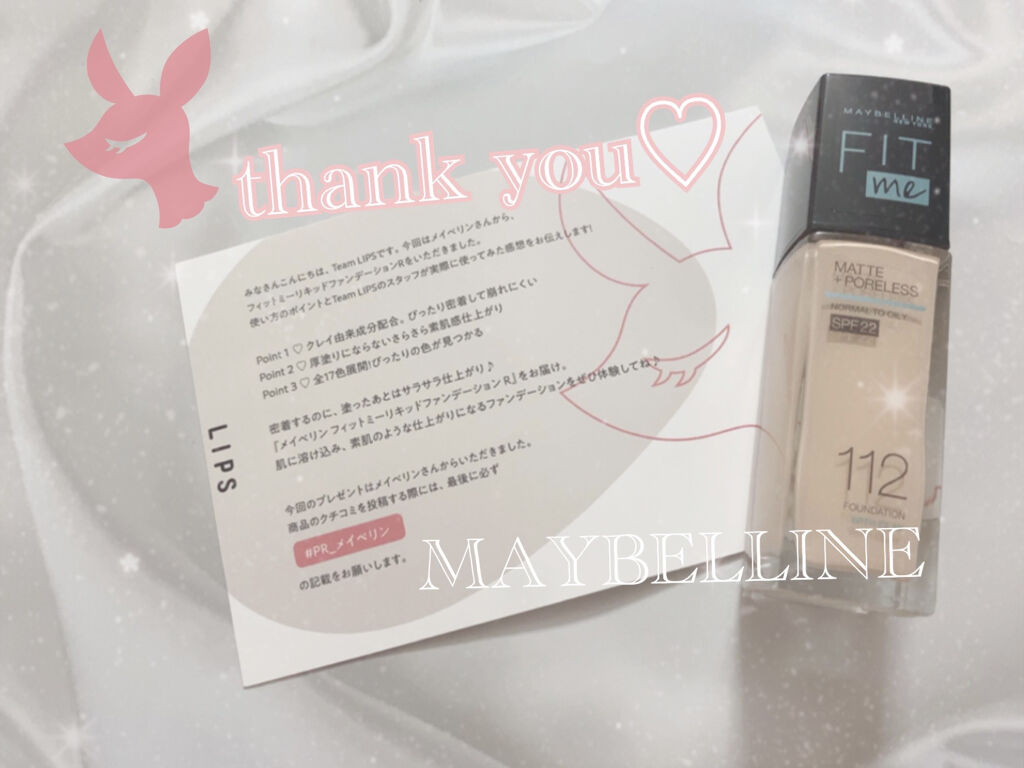 thank you♡
みなさんこんにちは、Team LIPSです。今回はメイベリンさんから、
フィットミーリキッドファンデーションRをいただきました。
使い方のポイントとTeam LIPSのスタッフが実際に使ってみた感想をお伝えします!
Point 1 ♡ クレイ由来成分配合。ぴったり密着して崩れにくい
Point 2 ♡ 厚塗りにならないさらさら素肌感仕上がり
Point 3 ♡ 全17色展開!ぴったりの色が見つかる
密着するのに、塗ったあとはサラサラ仕上がり♪
『メイベリン フィットミーリキッドファンデーション R』をお届け。
肌に溶け込み、素肌のような仕上がりになるファンデーションをぜひ体験してね♪
今回のプレゼントはメイベリンさんからいただきました。
商品のクチコミを投稿する際には、最後に必ず
#PR_メイベリン
の記載をお願いします。
LIPS
MAYBELLINE
NEW YORK
FIT
me
MATTE
+PORELESS
NORMAL TO OILY
SPF 22
112
FOUNDATION
MAYBELLINE